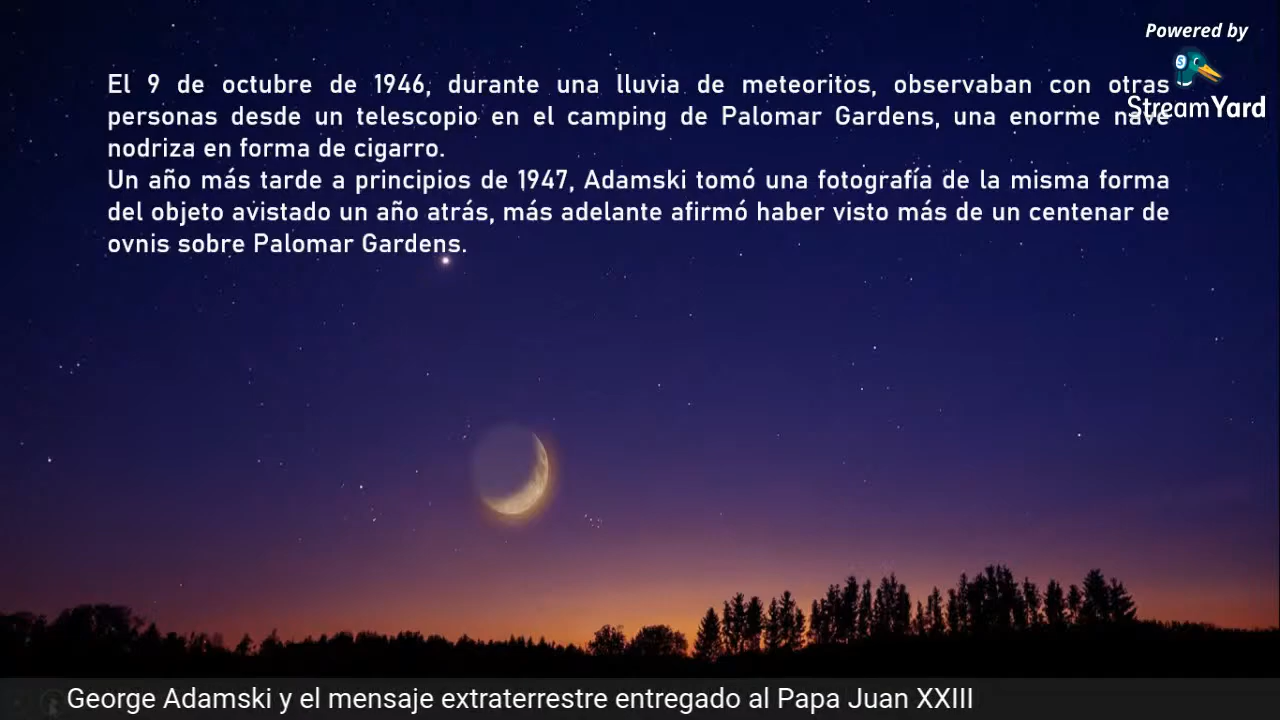 Powered by
StreamYard
El 9 de octubre de 1946, durante una lluvia de meteoritos, observaban con otras
personas desde un telescopio en el camping de Palomar Gardens, una enorme nave
nodriza en forma de cigarro.
Un año más tarde a principios de 1947, Adamski tomó una fotografía de la misma forma
del objeto avistado un año atrás, más adelante afirmó haber visto más de un centenar de
ovnis sobre Palomar Gardens.
George Adamski y el mensaje extraterrestre entregado al Papa Juan XXIII